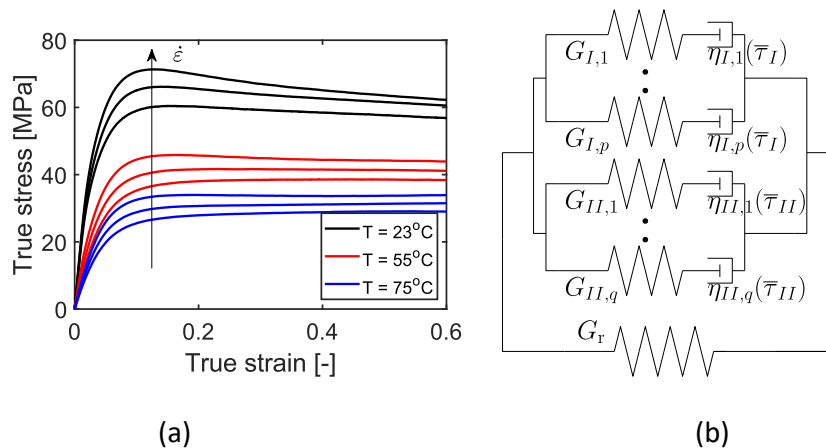 80
60
40
20
0
True stress [MPa]
ε̇
T = 23°C
T = 55°C
T = 75°C
0
0.2
0.4
0.6
True strain [-]
(a)
G_{I,1}
η_{I,1}(τ̄_I)
G_{I,p}
η_{I,p}(τ̄_I)
G_{II,1}
η_{II,1}(τ̄_{II})
G_{II,q}
η_{II,q}(τ̄_{II})
G_r
(b)